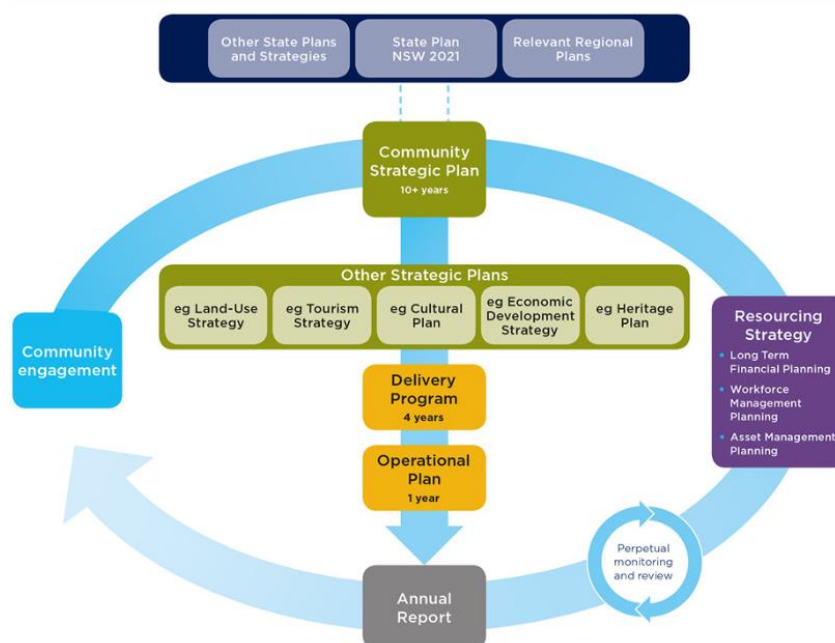 Other State Plans
and Strategies
State Plan
NSW 2021
Relevant Regional
Plans
Community
Strategic Plan
10+ years
Other Strategic Plans
eg Land-Use
Strategy
eg Tourism
Strategy
eg Cultural
Plan
eg Economic
Development
Strategy
eg Heritage
Plan
Community
engagement
Resourcing
Strategy
• Long Term
Financial Planning
• Workforce
Management
Planning
• Asset Management
Planning
Delivery
Program
4 years
Operational
Plan
1 year
Perpetual
monitoring
and review
Annual
Report